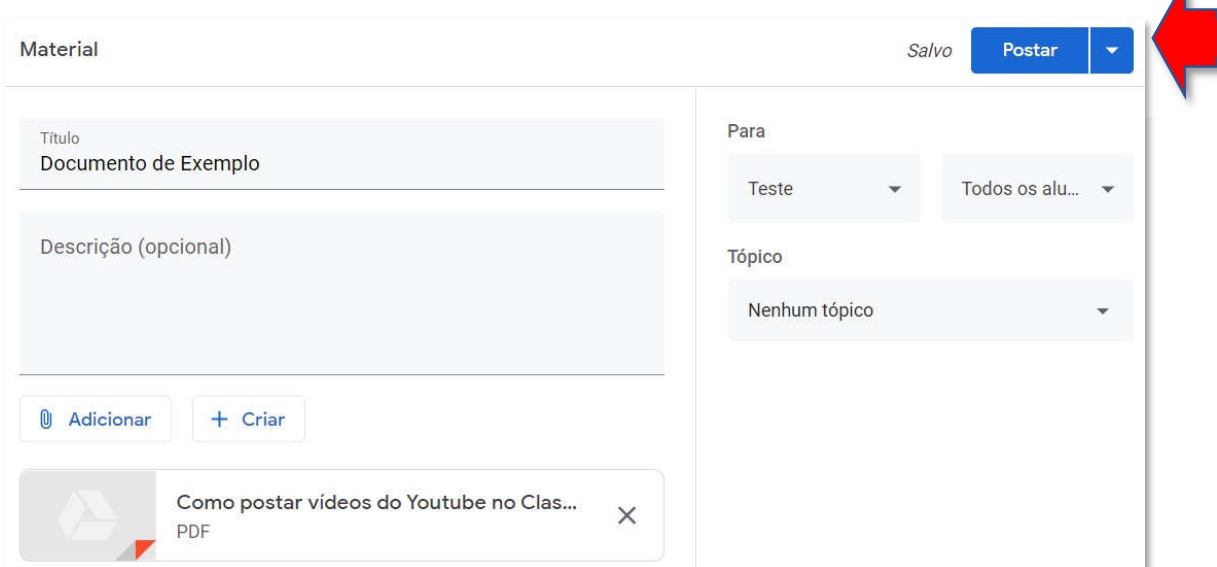 Material
Salvo
Postar
Título
Documento de Exemplo
Descrição (opcional)
Adicionar
+ Criar
Como postar vídeos do Youtube no Clas...
PDF
Para
Teste
Todos os alu...
Tópico
Nenhum tópico